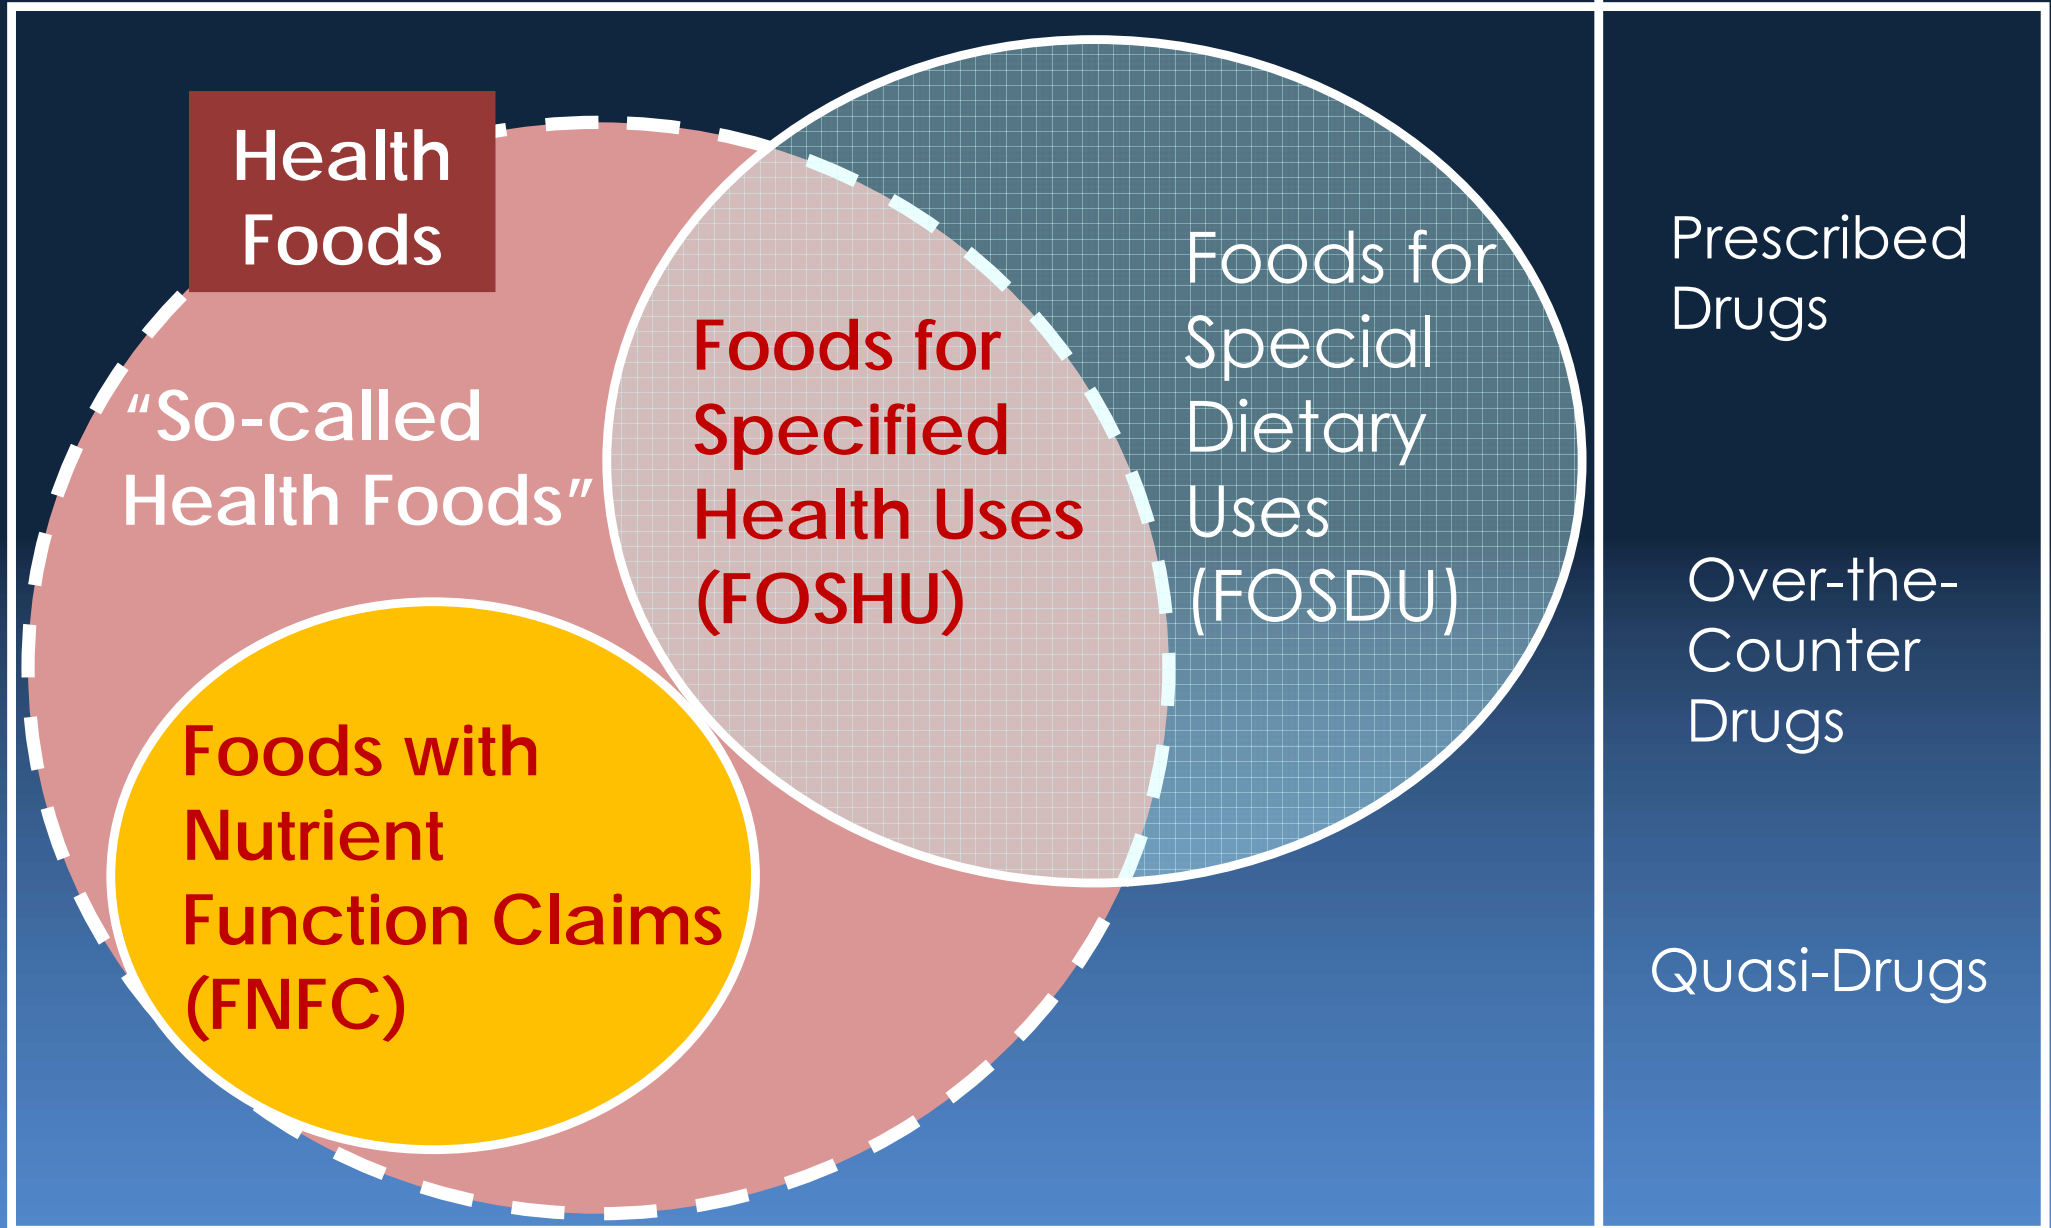 Health
Foods
“So-called
Health Foods”
Foods for
Specified
Health Uses
(FOSHU)
Foods for
Special
Dietary
Uses
(FOSDU)
Foods with
Nutrient
Function Claims
(FNFC)
Prescribed
Drugs
Over-the-
Counter
Drugs
Quasi-Drugs